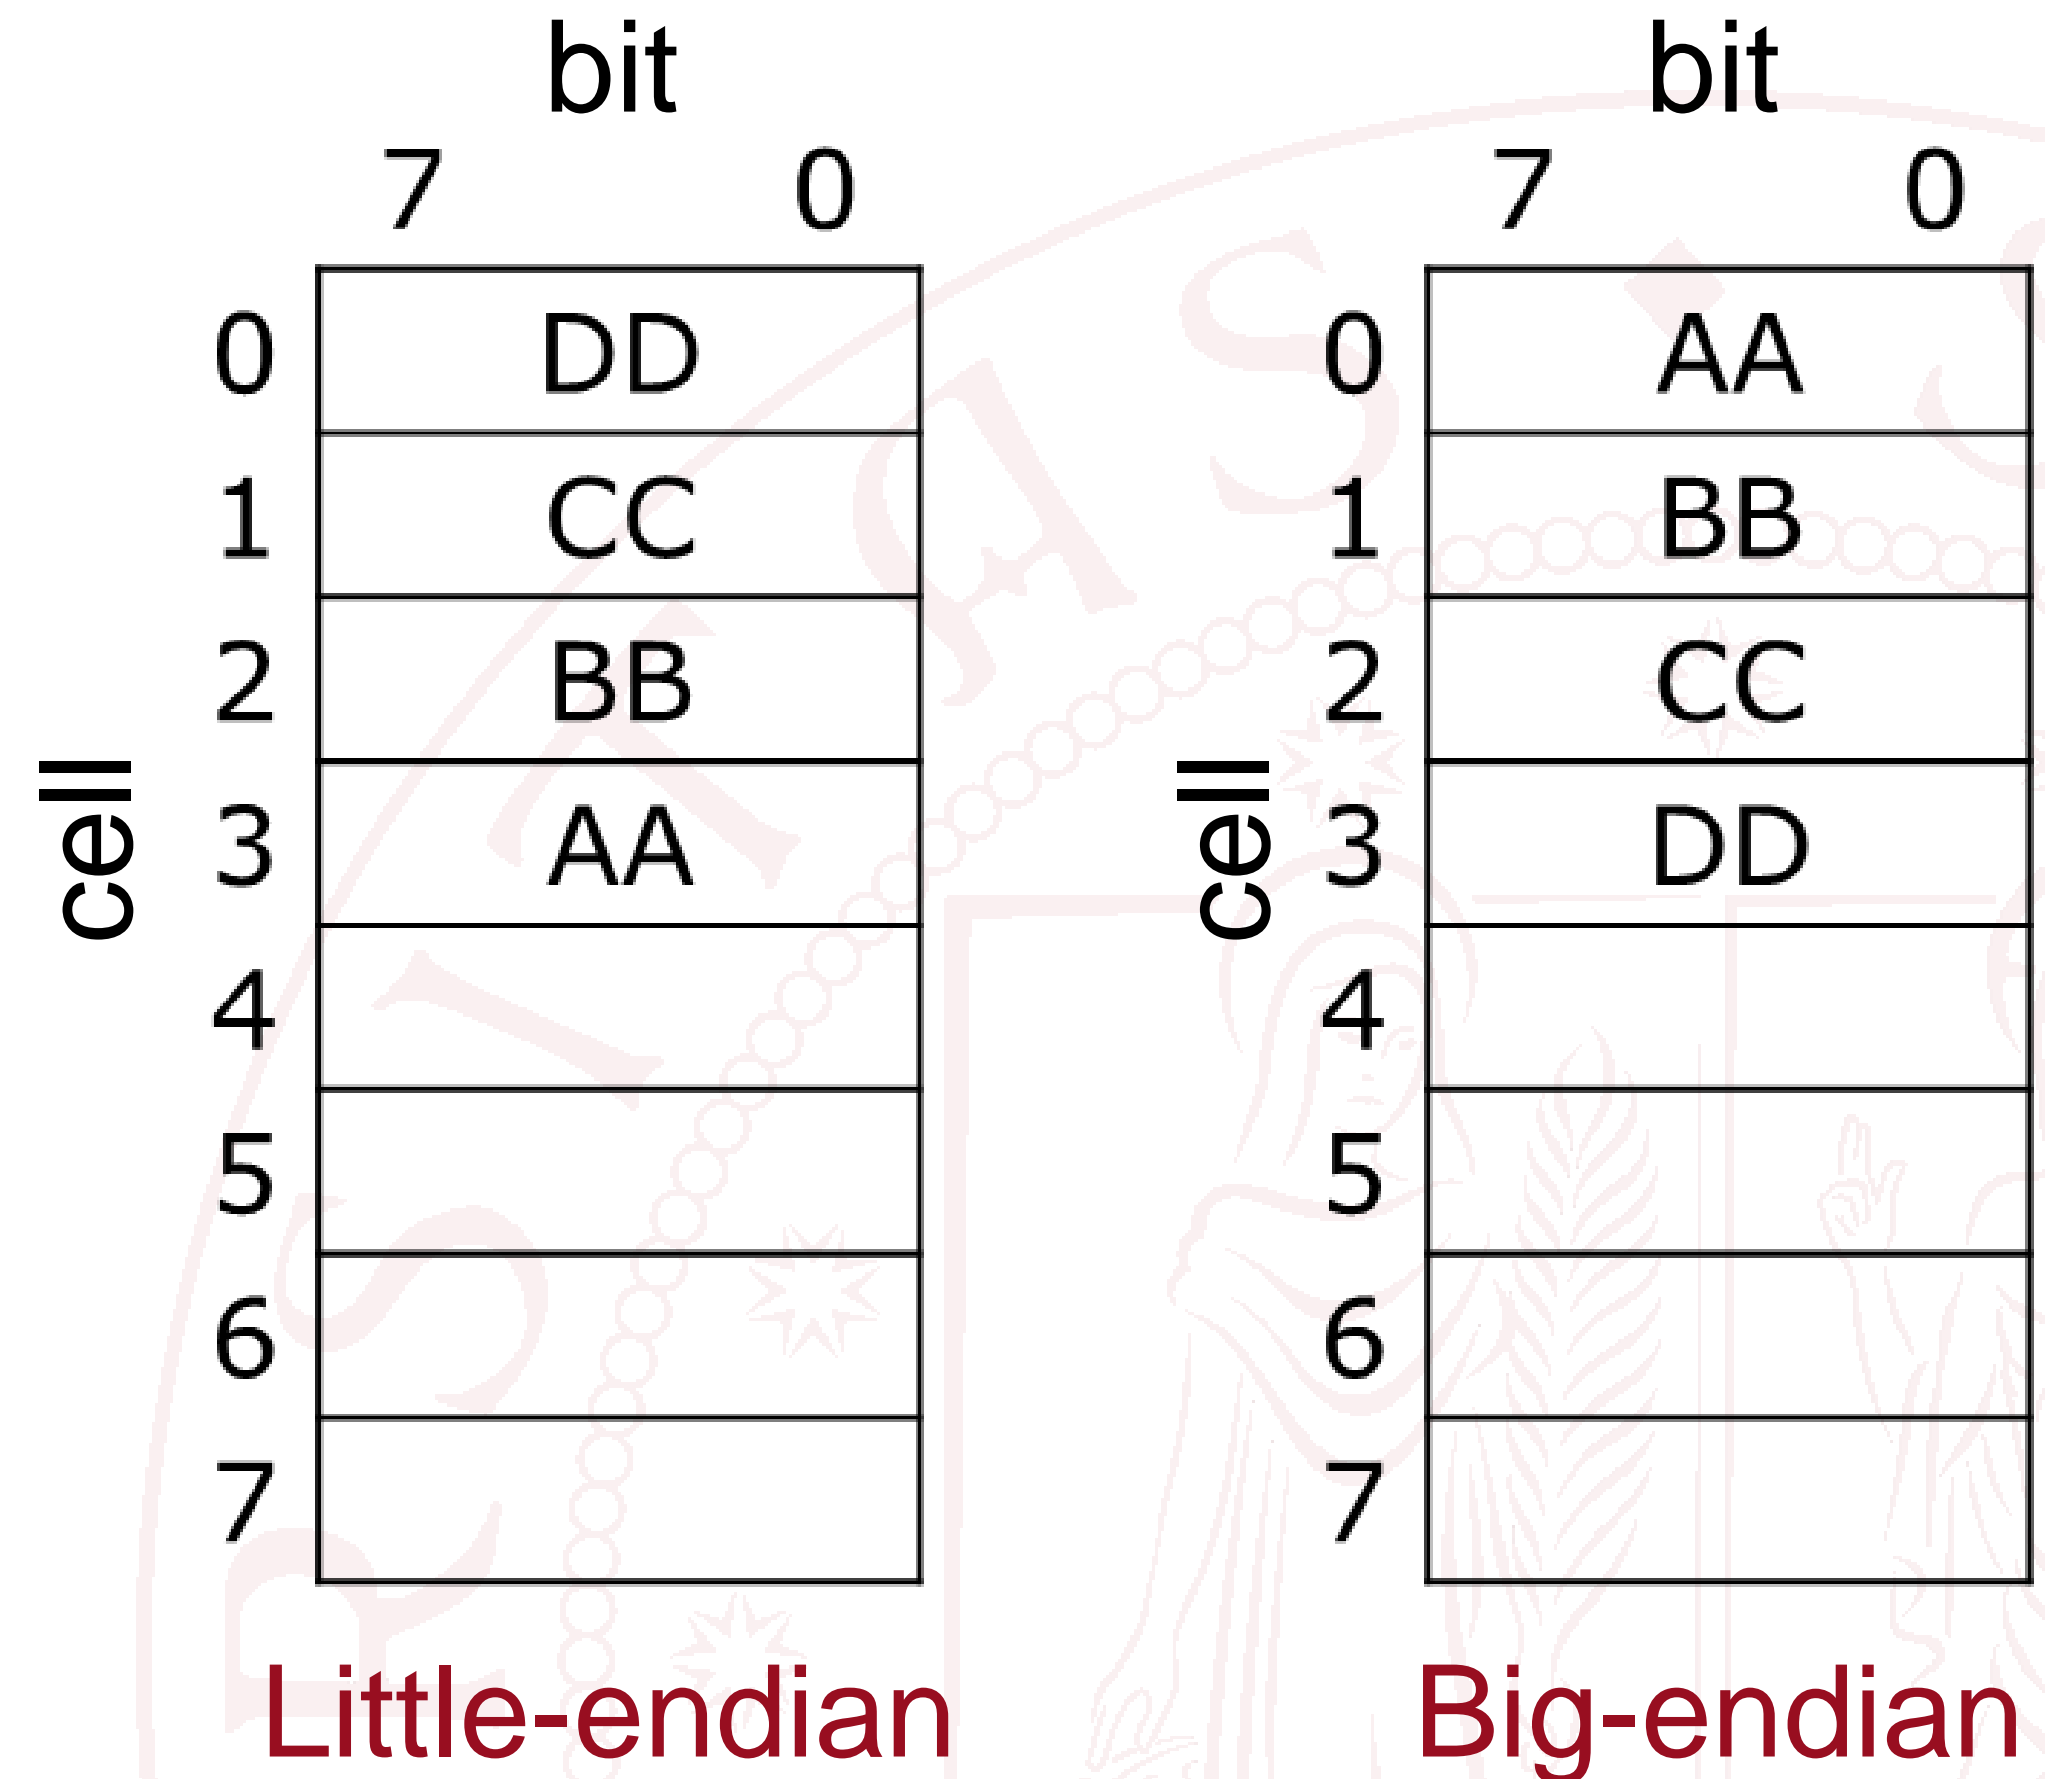 bit bit
7 0 7 0
0 DD 0 AA
1 CC 1 BB
2 BB 2 CC
cell 3 AA cell 3 DD
4 4
5 5
6 6
7 7
Little-endian Big-endian